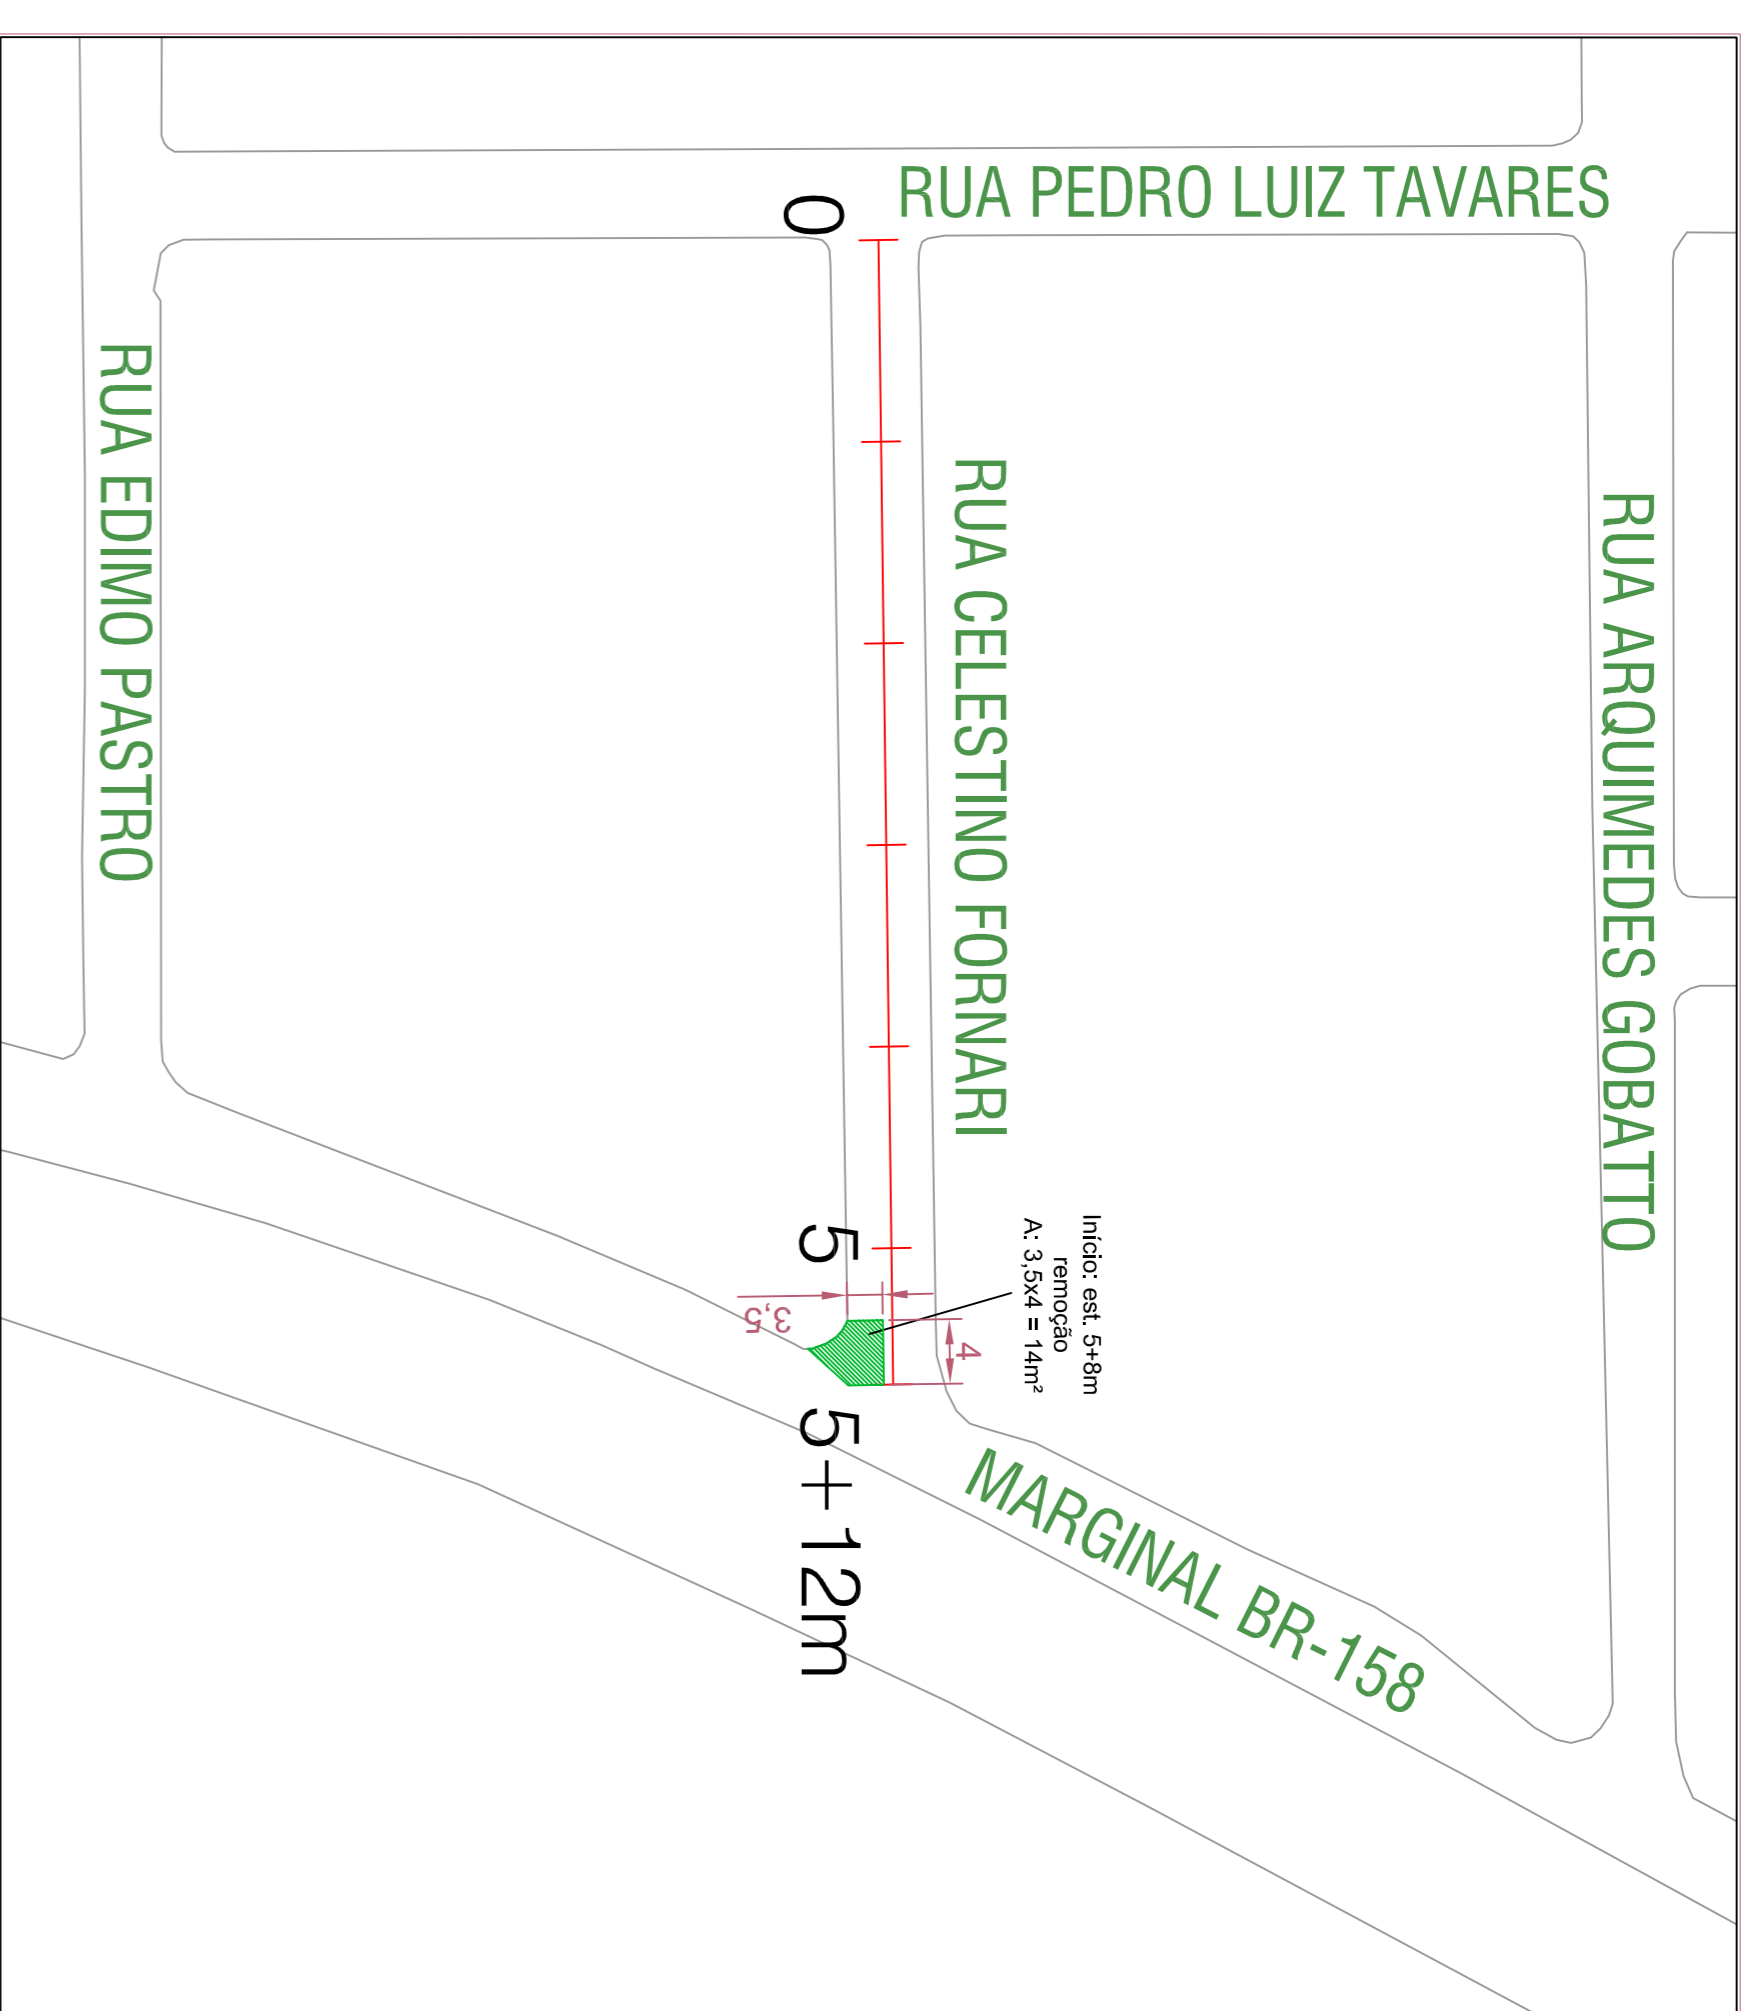 RUA PEDRO LUIZ TAVARES
0
RUA EDIMO PASTRO
RUA CELESTINO FORNARI
RUA ARQUIMEDES GOBATTO
5
Início: est. 5+8m
remoção
A: 3,5x4 = 14m²
3,5
4
5+12m
MARGINAL BR-158